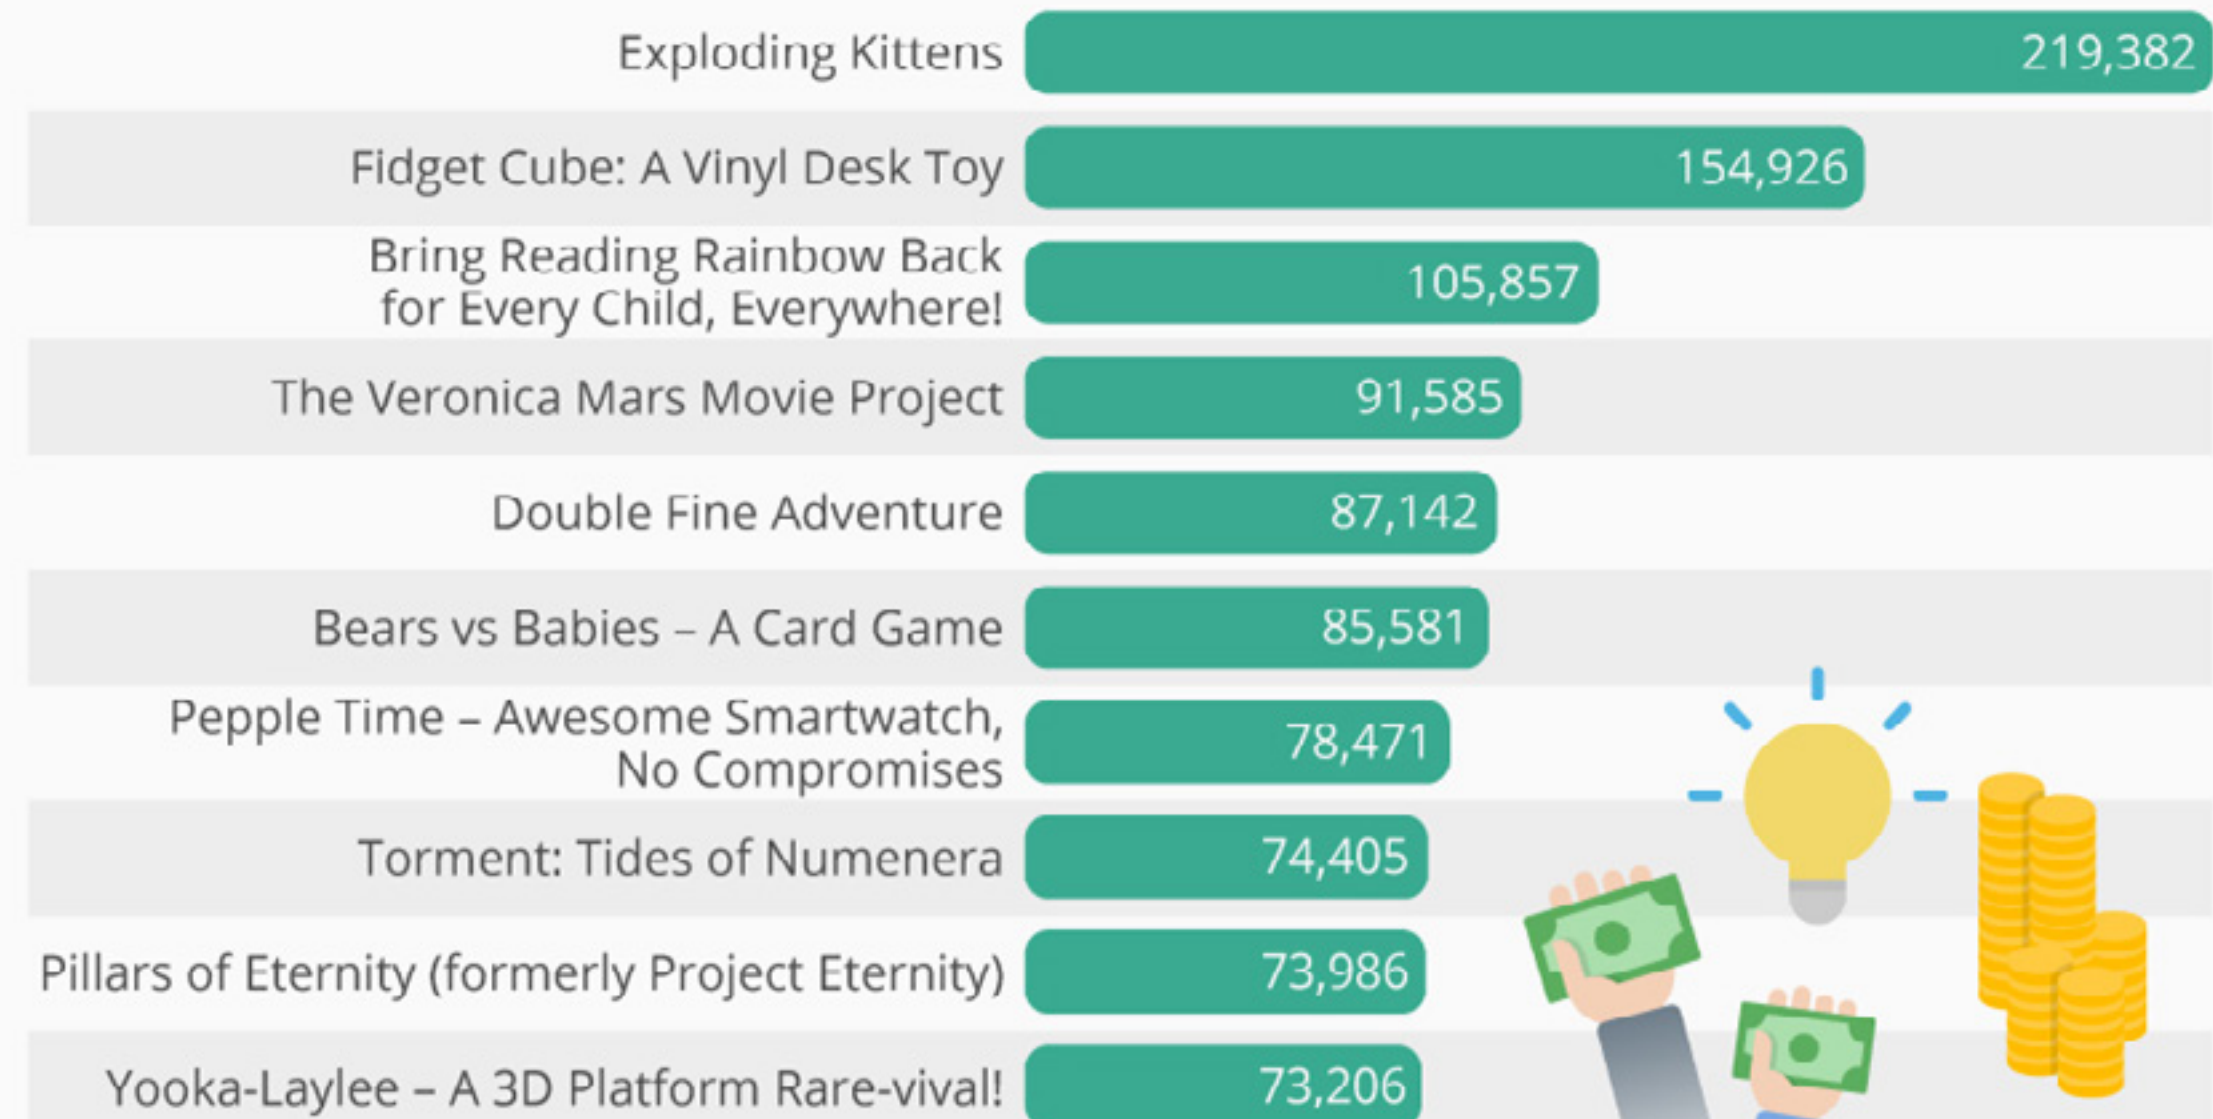 Exploding Kittens 219,382
Fidget Cube: A Vinyl Desk Toy 154,926
Bring Reading Rainbow Back
for Every Child, Everywhere! 105,857
The Veronica Mars Movie Project 91,585
Double Fine Adventure 87,142
Bears vs Babies – A Card Game 85,581
Pepple Time – Awesome Smartwatch,
No Compromises 78,471
Torment: Tides of Numenera 74,405
Pillars of Eternity (formerly Project Eternity) 73,986
Yooka-Laylee – A 3D Platform Rare-vival! 73,206